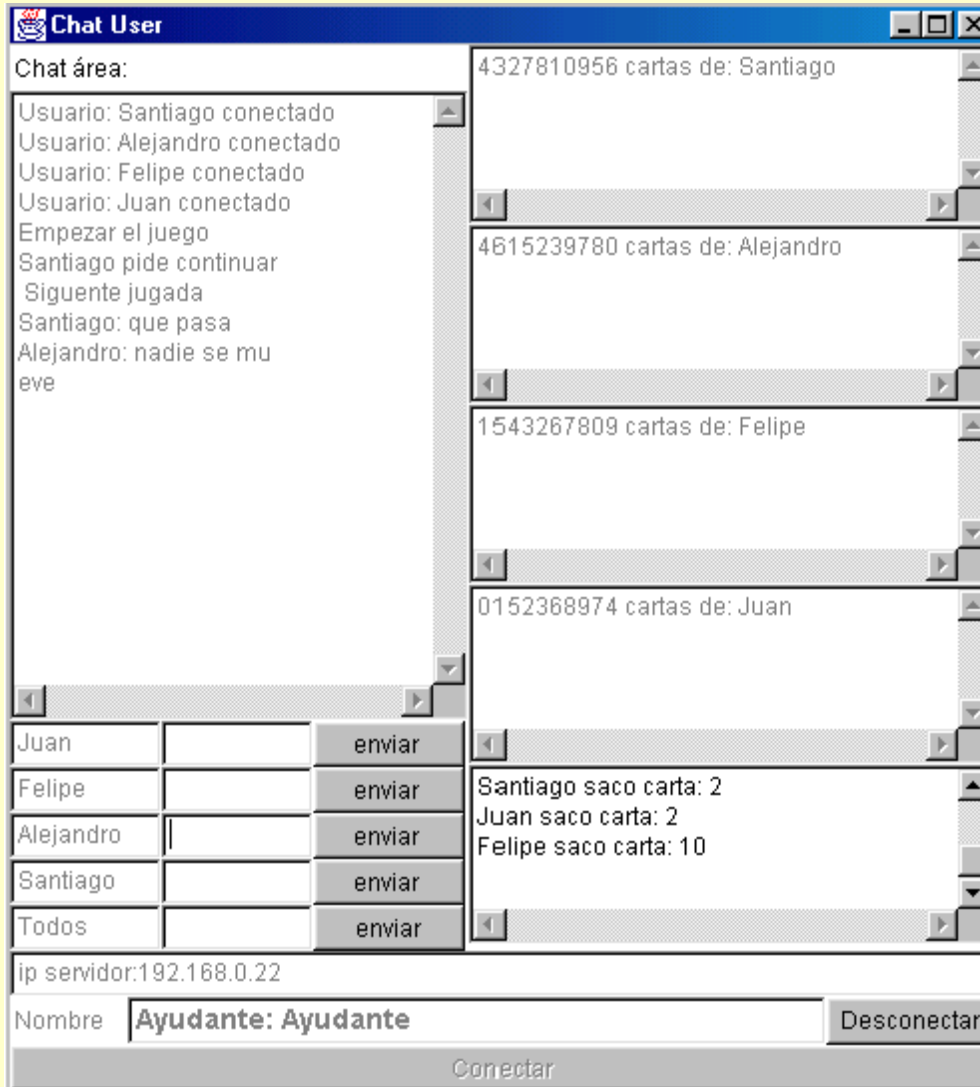 Chat User
Chat área:
Usuario: Santiago conectado
Usuario: Alejandro conectado
Usuario: Felipe conectado
Usuario: Juan conectado
Empezar el juego
Santiago pide continuar
Siguente jugada
Santiago: que pasa
Alejandro: nadie se mu
eve
4327810956 cartas de: Santiago
4615239780 cartas de: Alejandro
1543267809 cartas de: Felipe
0152368974 cartas de: Juan
Santiago saco carta: 2
Juan saco carta: 2
Felipe saco carta: 10
Juan enviar
Felipe enviar
Alejandro enviar
Santiago enviar
Todos enviar
ip servidor:192.168.0.22
Nombre Ayudante: Ayudante Desconectar
Conectar